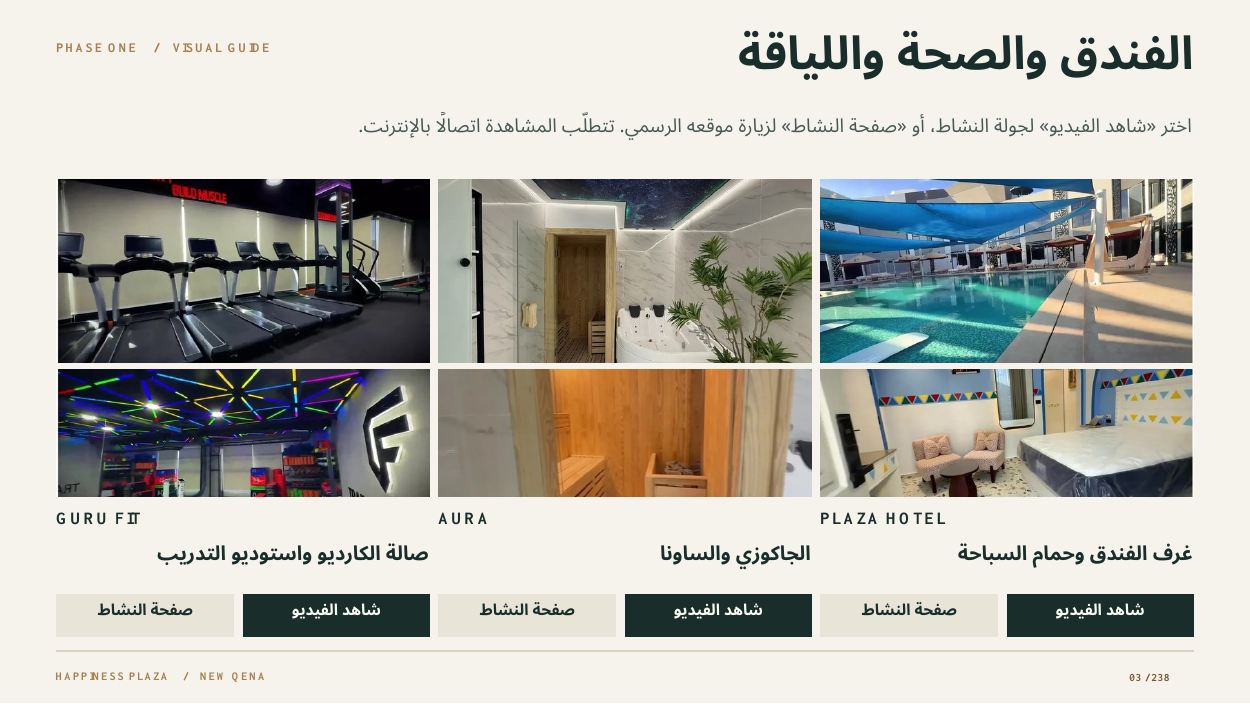 PHASE ONE / VISUAL GUIDE
الفندق والصحة واللياقة
اختر «شاهد الفيديو» لجولة النشاط، أو «صفحة النشاط» لزيارة موقعه الرسمي. تتطلّب المشاهدة اتصالًا بالإنترنت.
BUILD MUSCLE
GURU FIT
صالة الكارديو واستوديو التدريب
شاهد الفيديو
صفحة النشاط
AURA
الجاكوزي والساونا
شاهد الفيديو
صفحة النشاط
PLAZA HOTEL
غرف الفندق وحمام السباحة
شاهد الفيديو
صفحة النشاط
HAPPINESS PLAZA / NEW QENA
03 /238